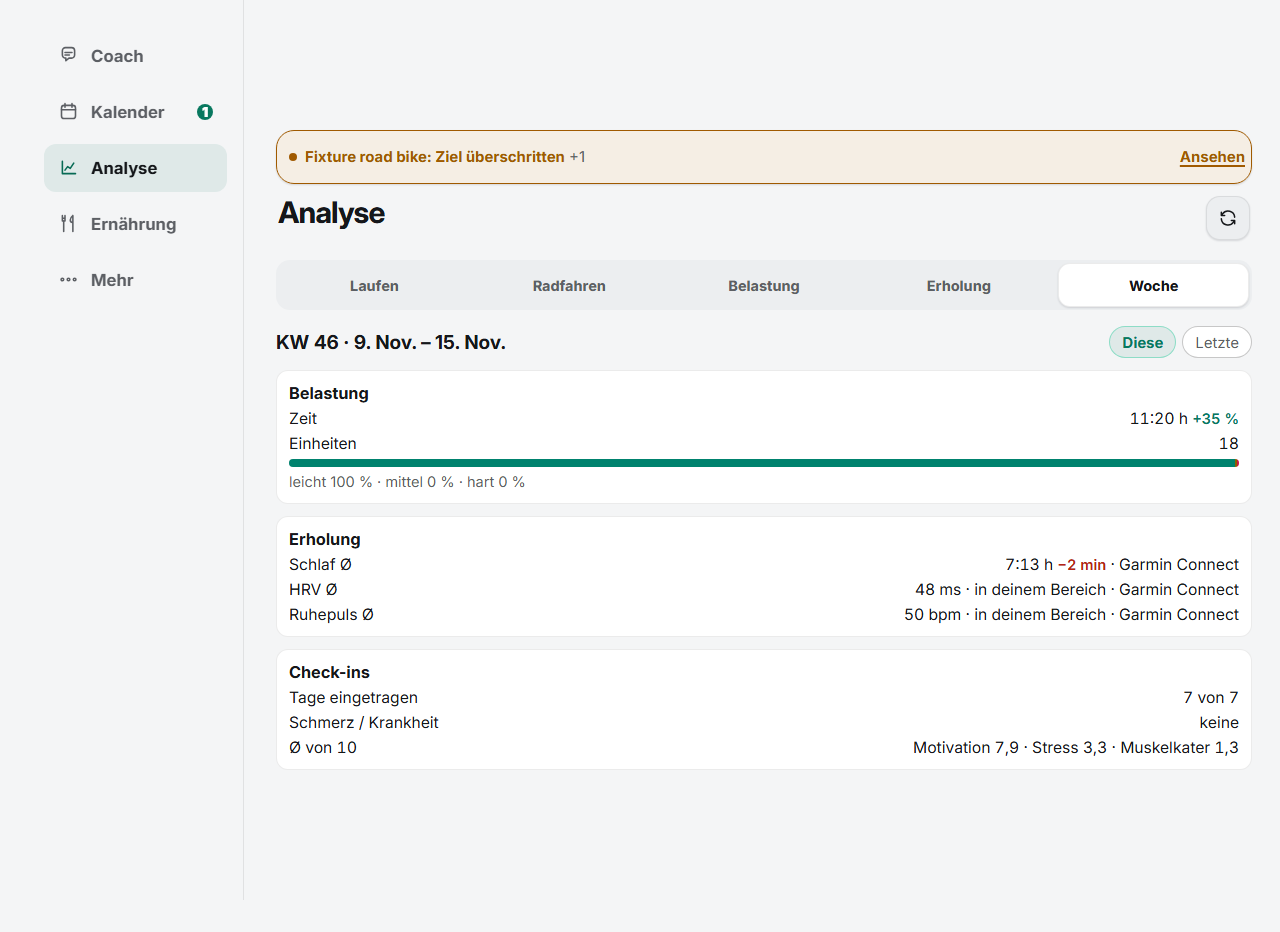 Coach
Kalender 1
Analyse
Ernährung
Mehr
Fixture road bike: Ziel überschritten +1 Ansehen
Analyse
Laufen Radfahren Belastung Erholung Woche
KW 46 · 9. Nov. – 15. Nov. Diese Letzte
Belastung
Zeit 11:20 h +35 %
Einheiten 18
leicht 100 % · mittel 0 % · hart 0 %
Erholung
Schlaf Ø 7:13 h −2 min · Garmin Connect
HRV Ø 48 ms · in deinem Bereich · Garmin Connect
Ruhepuls Ø 50 bpm · in deinem Bereich · Garmin Connect
Check-ins
Tage eingetragen 7 von 7
Schmerz / Krankheit keine
Ø von 10 Motivation 7,9 · Stress 3,3 · Muskelkater 1,3